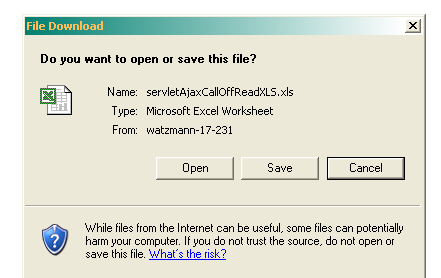 File Download
Do you want to open or save this file?
Name: servletAjaxCallOffReadXLS.xls
Type: Microsoft Excel Worksheet
From: watzmann-17-231
Open Save Cancel
While files from the Internet can be useful, some files can potentially
harm your computer. If you do not trust the source, do not open or
save this file. What's the risk?